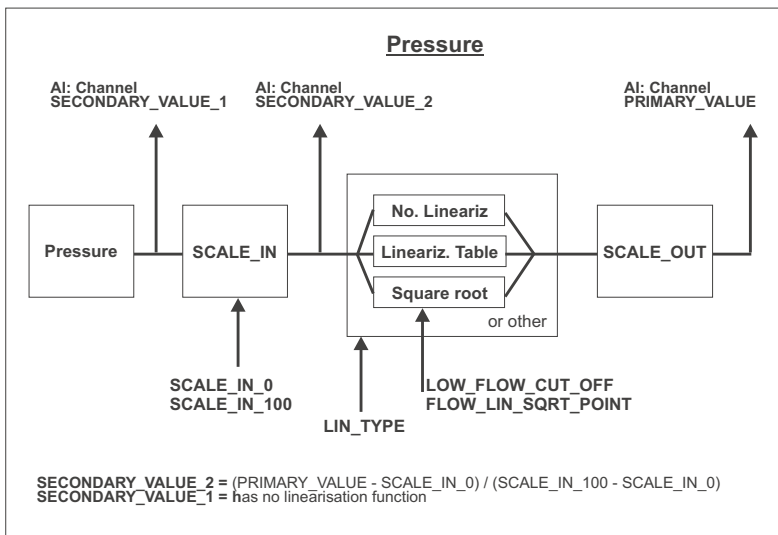 Pressure
AI: Channel
SECONDARY_VALUE_1
AI: Channel
SECONDARY_VALUE_2
AI: Channel
PRIMARY_VALUE
Pressure
SCALE_IN
No. Lineariz
Lineariz. Table
Square root
or other
SCALE_OUT
SCALE_IN_0
SCALE_IN_100
LIN_TYPE
LOW_FLOW_CUT_OFF
FLOW_LIN_SQRT_POINT
SECONDARY_VALUE_2 = (PRIMARY_VALUE - SCALE_IN_0) / (SCALE_IN_100 - SCALE_IN_0)
SECONDARY_VALUE_1 = has no linearisation function